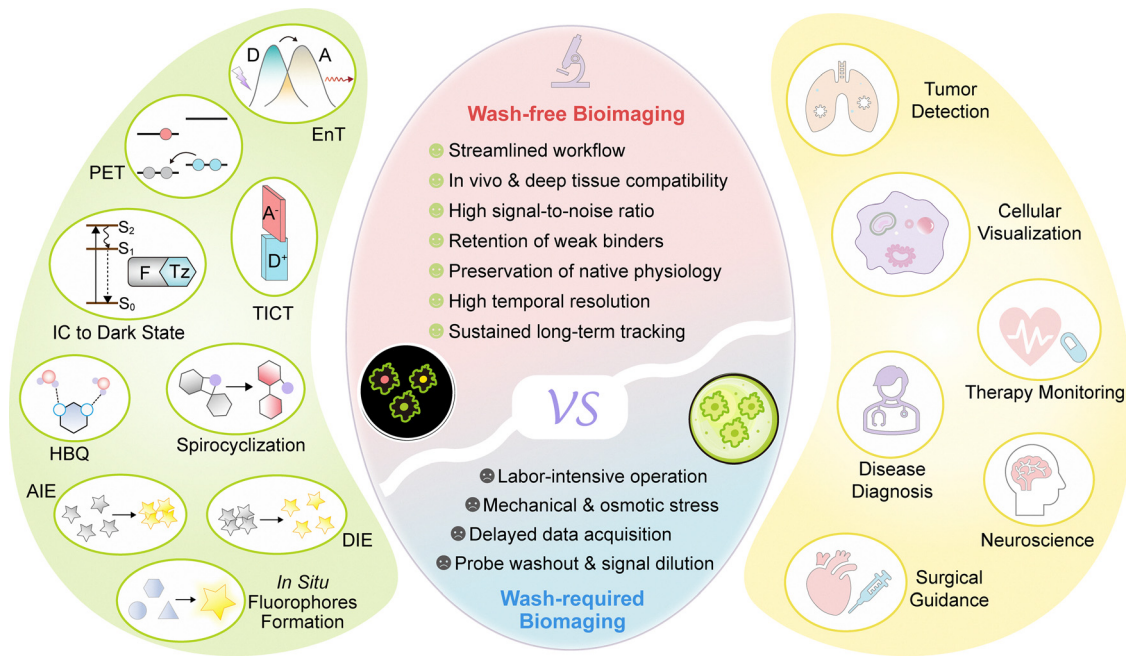 D
A
EnT
PET
A⁻
D⁺
TICT
S₂
S₁
F
Tz
S₀
IC to Dark State
HBQ
Spirocyclization
AIE
DIE
In Situ
Fluorophores
Formation
Wash-free Bioimaging
Streamlined workflow
In vivo & deep tissue compatibility
High signal-to-noise ratio
Retention of weak binders
Preservation of native physiology
High temporal resolution
Sustained long-term tracking
VS
Labor-intensive operation
Mechanical & osmotic stress
Delayed data acquisition
Probe washout & signal dilution
Wash-required
Biomaging
Tumor
Detection
Cellular
Visualization
Therapy Monitoring
Disease
Diagnosis
Neuroscience
Surgical
Guidance